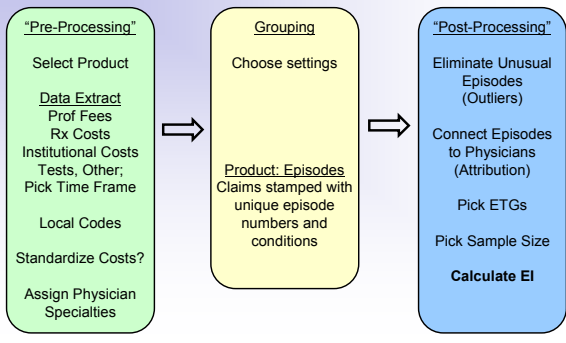 “Pre-Processing”
Select Product
Data Extract
Prof Fees
Rx Costs
Institutional Costs
Tests, Other;
Pick Time Frame
Local Codes
Standardize Costs?
Assign Physician
Specialties
Grouping
Choose settings
Product: Episodes
Claims stamped with
unique episode
numbers and
conditions
“Post-Processing”
Eliminate Unusual
Episodes
(Outliers)
Connect Episodes
to Physicians
(Attribution)
Pick ETGs
Pick Sample Size
Calculate EI